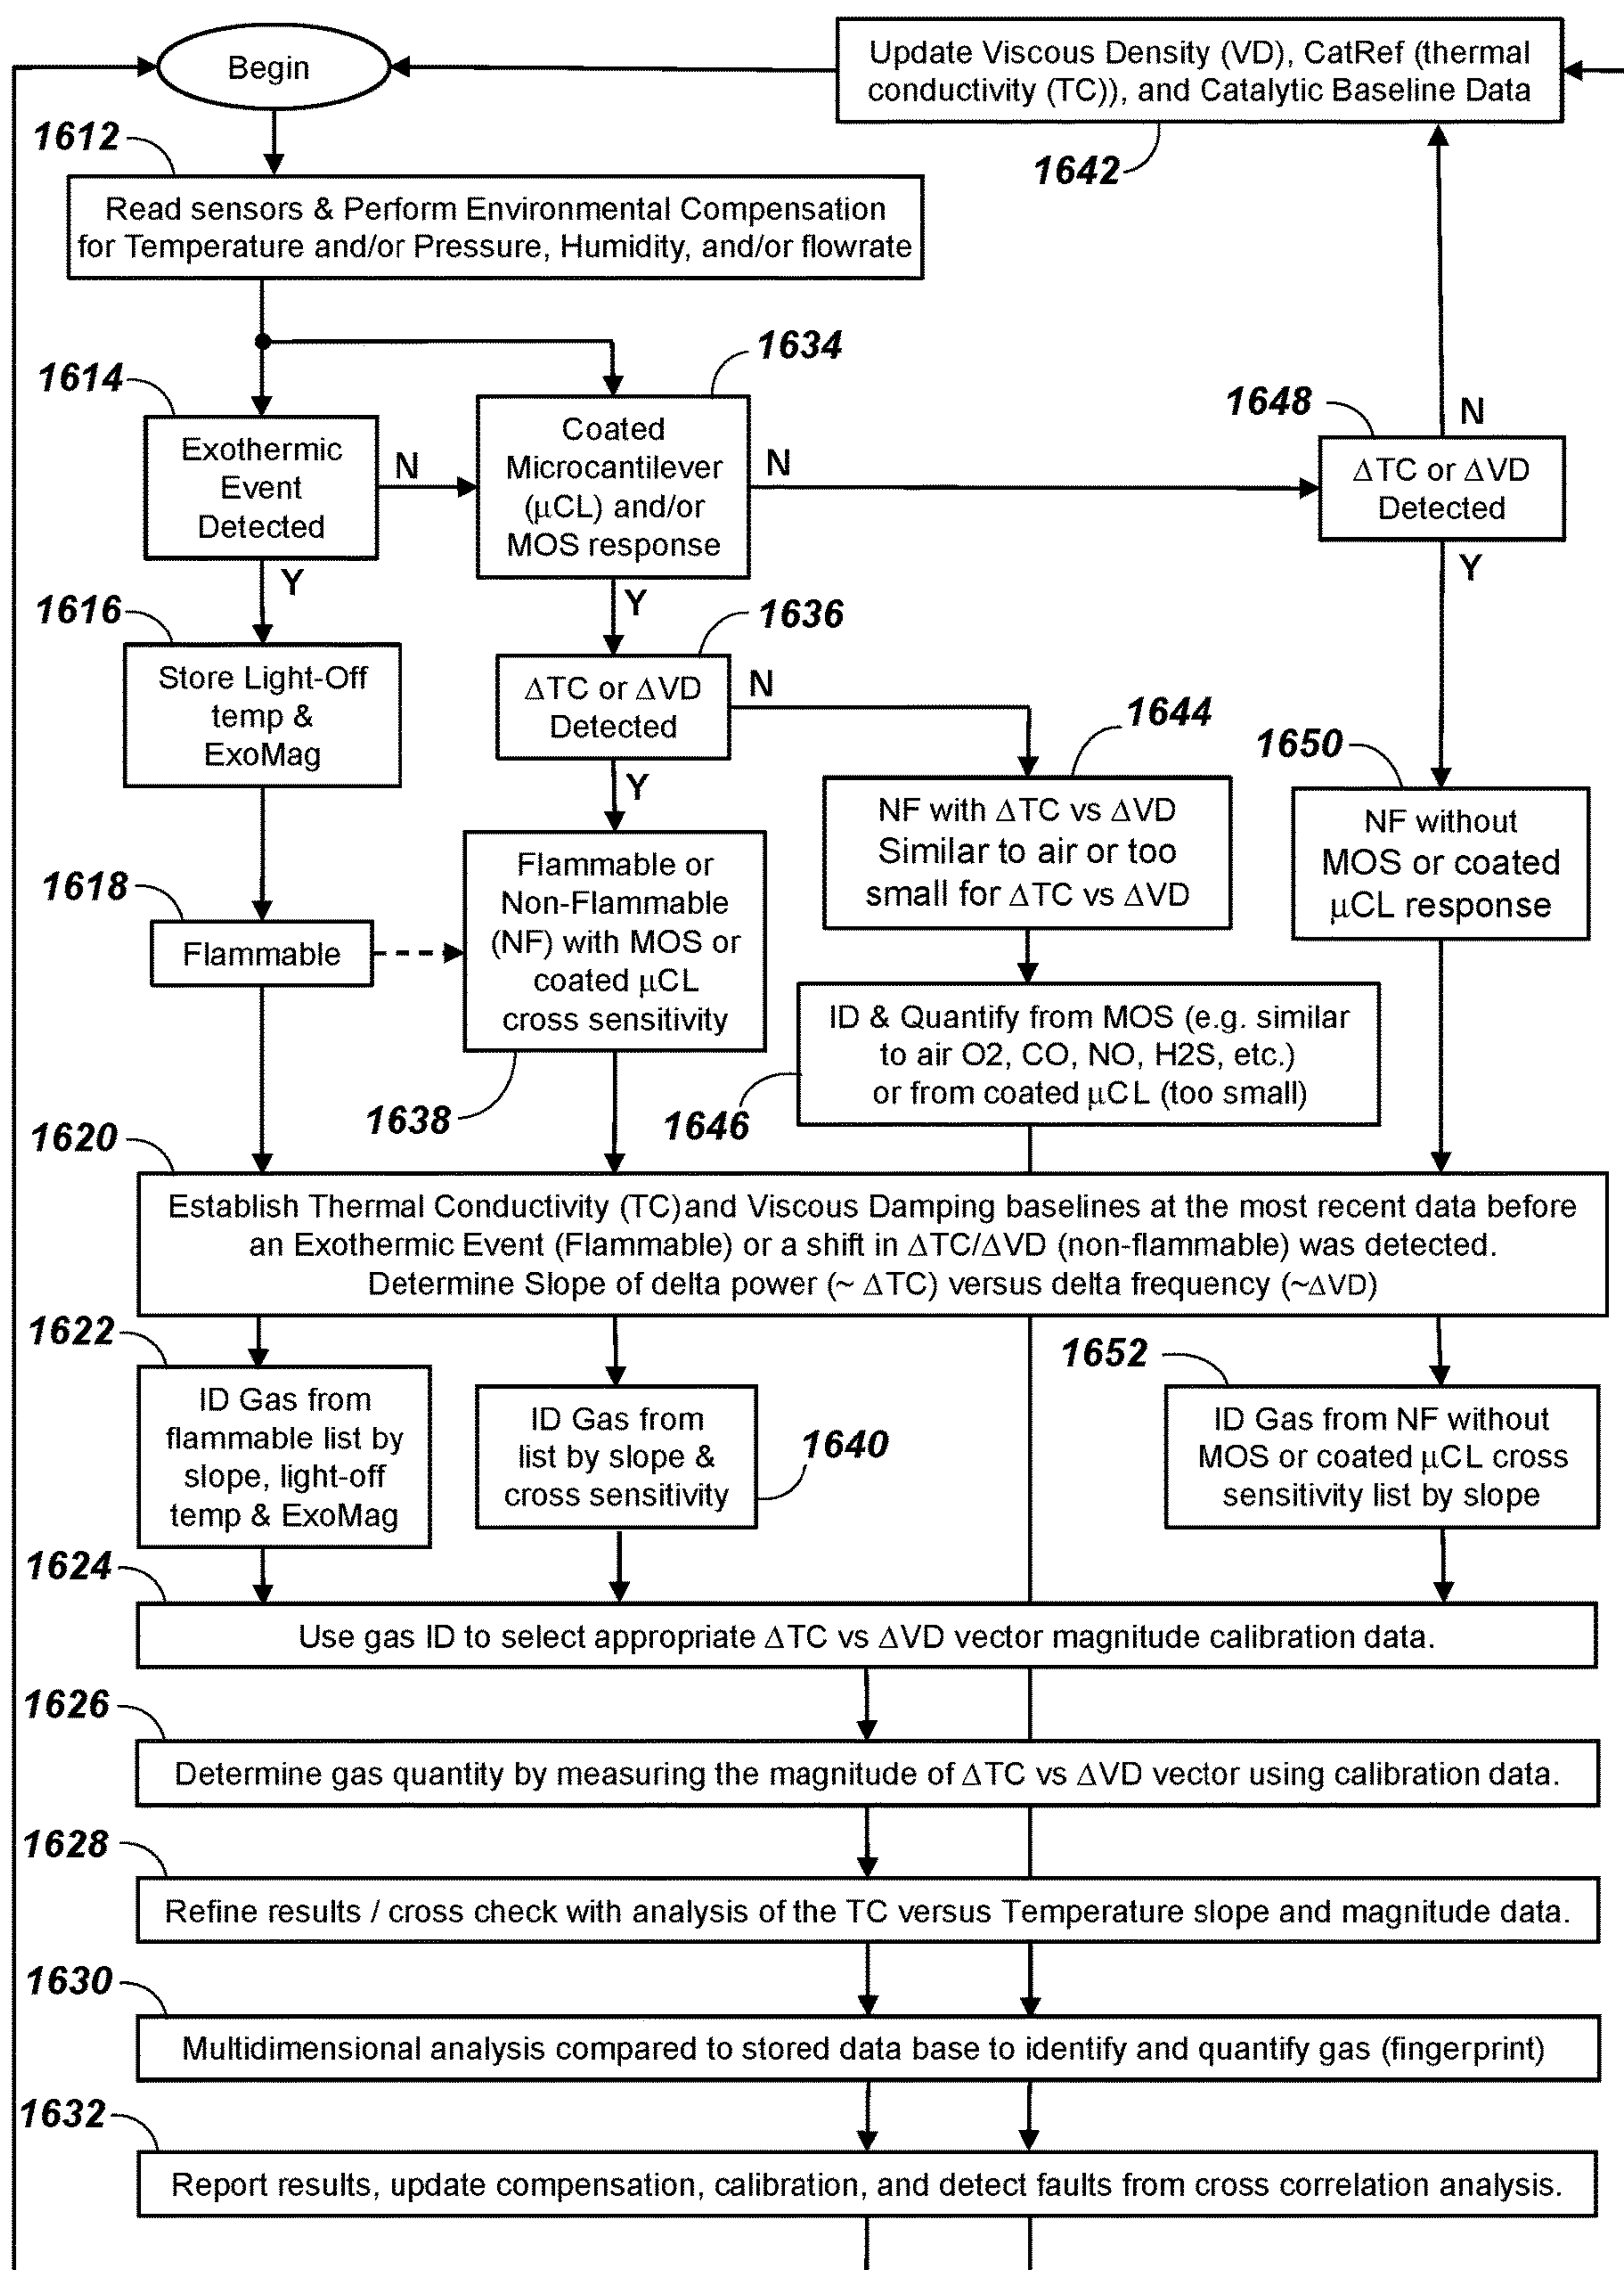 Begin
Update Viscous Density (VD), CatRef (thermal
conductivity (TC)), and Catalytic Baseline Data
1612
1642
Read sensors & Perform Environmental Compensation
for Temperature and/or Pressure, Humidity, and/or flowrate
1614
1634
1648
Exothermic
Event
Detected
N
Y
Coated
Microcantilever
(μCL) and/or
MOS response
N
Y
ΔTC or ΔVD
Detected
N
Y
1616
Store Light-Off
temp &
ExoMag
1636
ΔTC or ΔVD
Detected
N
Y
1644
NF with ΔTC vs ΔVD
Similar to air or too
small for ΔTC vs ΔVD
1650
NF without
MOS or coated
μCL response
1618
Flammable
Flammable or
Non-Flammable
(NF) with MOS or
coated μCL
cross sensitivity
1638
ID & Quantify from MOS (e.g. similar
to air O2, CO, NO, H2S, etc.)
or from coated μCL (too small)
1646
1620
Establish Thermal Conductivity (TC) and Viscous Damping baselines at the most recent data before
an Exothermic Event (Flammable) or a shift in ΔTC/ΔVD (non-flammable) was detected.
Determine Slope of delta power (~ ΔTC) versus delta frequency (~ΔVD)
1622
ID Gas from
flammable list by
slope, light-off
temp & ExoMag
ID Gas from
list by slope &
cross sensitivity
1640
1652
ID Gas from NF without
MOS or coated μCL cross
sensitivity list by slope
1624
Use gas ID to select appropriate ΔTC vs ΔVD vector magnitude calibration data.
1626
Determine gas quantity by measuring the magnitude of ΔTC vs ΔVD vector using calibration data.
1628
Refine results / cross check with analysis of the TC versus Temperature slope and magnitude data.
1630
Multidimensional analysis compared to stored data base to identify and quantify gas (fingerprint)
1632
Report results, update compensation, calibration, and detect faults from cross correlation analysis.